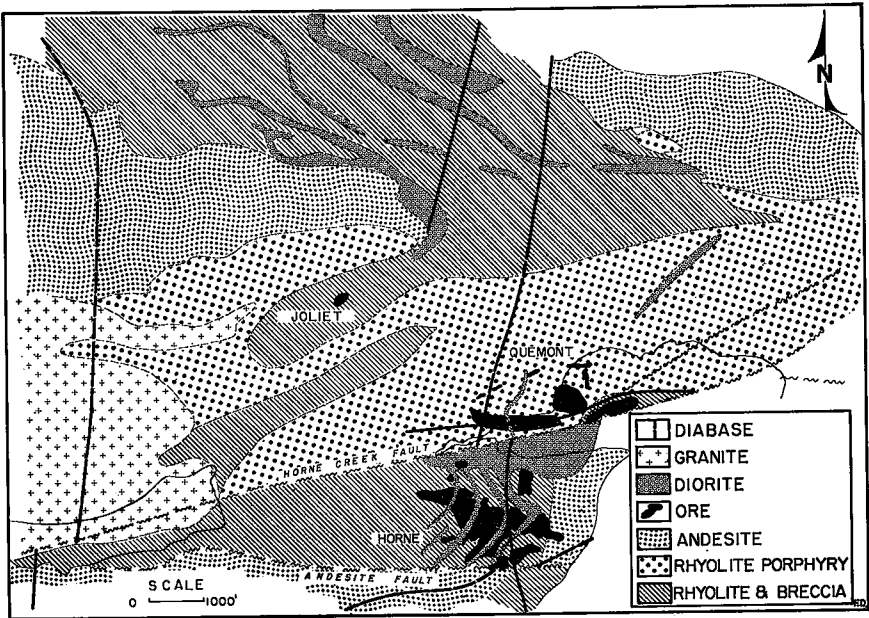 N
JOLIET
QUEMONT
HORNE CREEK FAULT
HORNE
ANDESITE FAULT
SCALE
0 1000'
DIABASE
GRANITE
DIORITE
ORE
ANDESITE
RHYOLITE PORPHYRY
RHYOLITE & BRECCIA